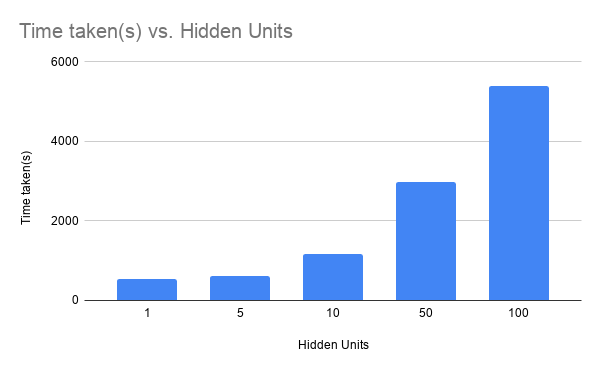 Time taken(s) vs. Hidden Units
6000
4000
2000
0
Time taken(s)
1 5 10 50 100
Hidden Units